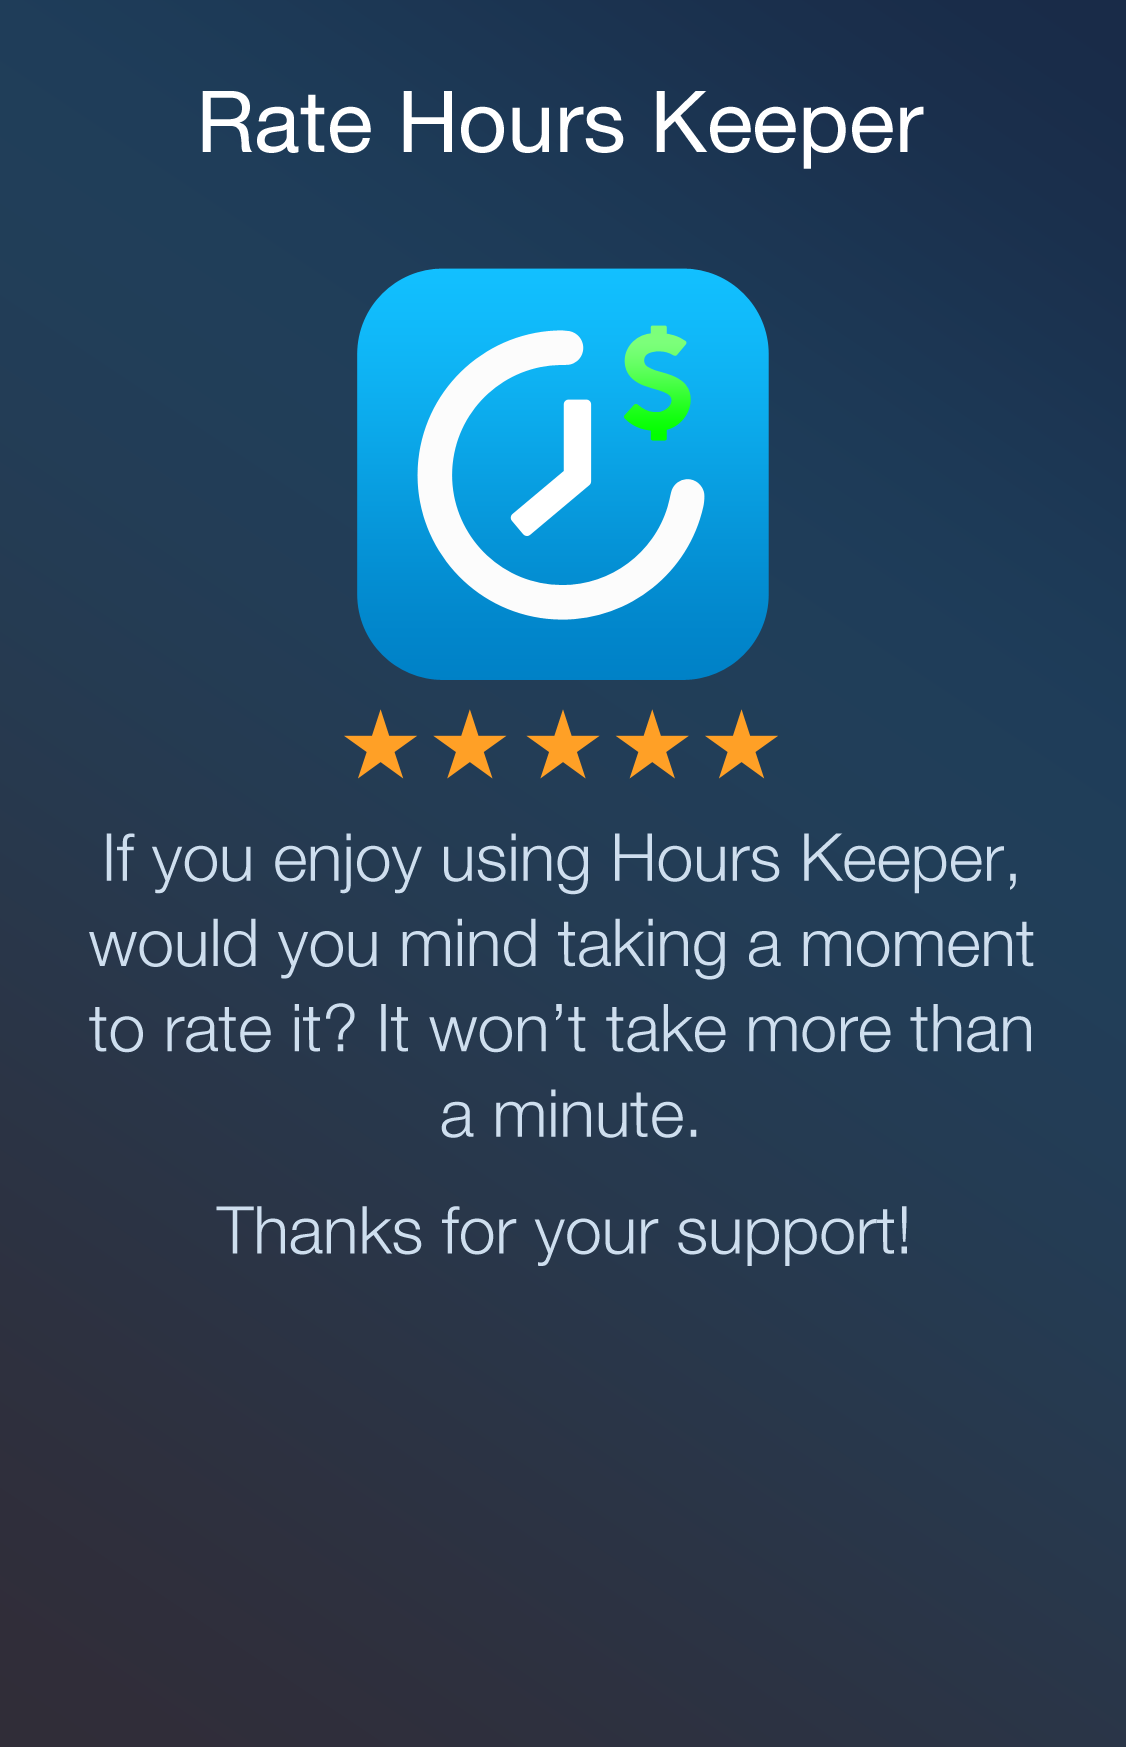 Rate Hours Keeper
$
If you enjoy using Hours Keeper,
would you mind taking a moment
to rate it? It won’t take more than
a minute.
Thanks for your support!